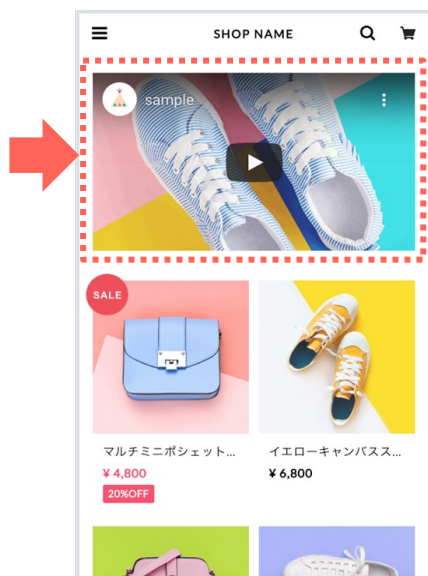 SHOP NAME
sample
SALE
マルチミニポシェット...
¥ 4,800
20%OFF
イエローキャンバスス...
¥ 6,800